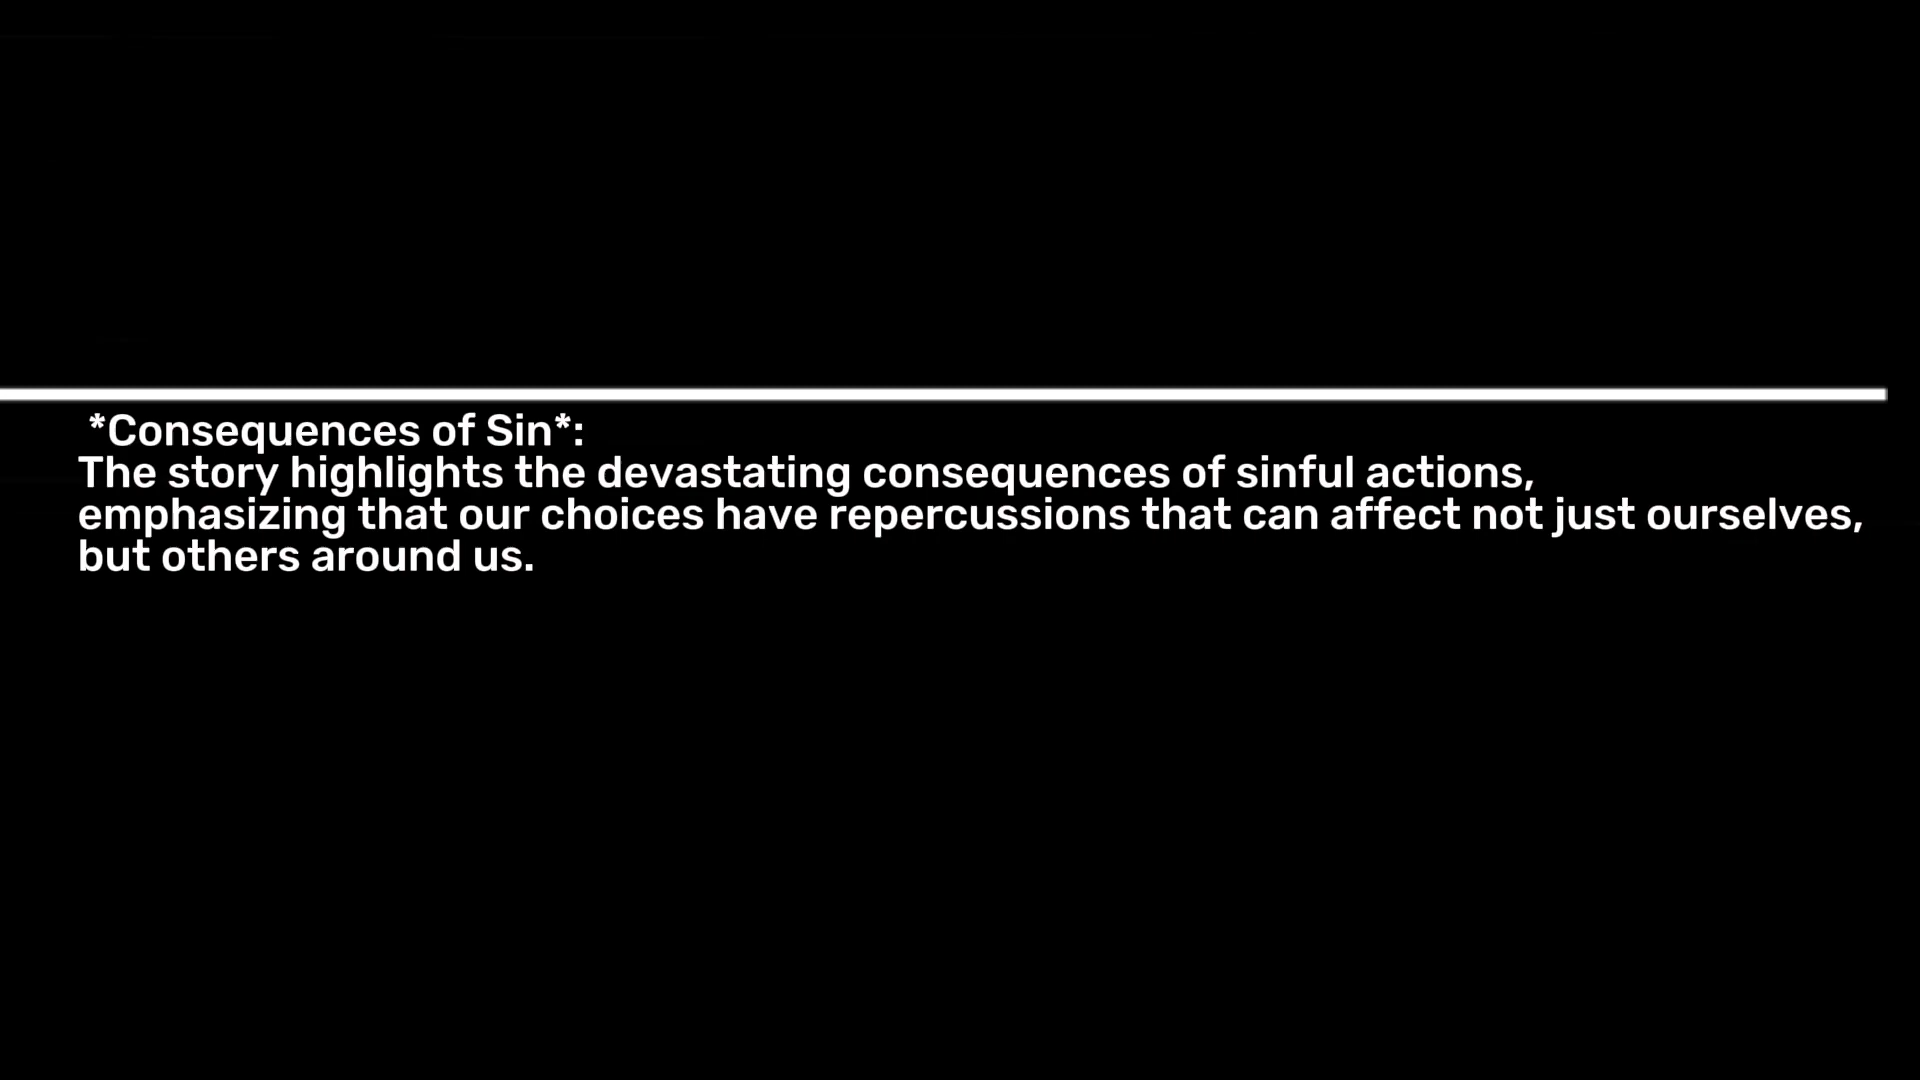 *Consequences of Sin*:
The story highlights the devastating consequences of sinful actions,
emphasizing that our choices have repercussions that can affect not just ourselves,
but others around us.